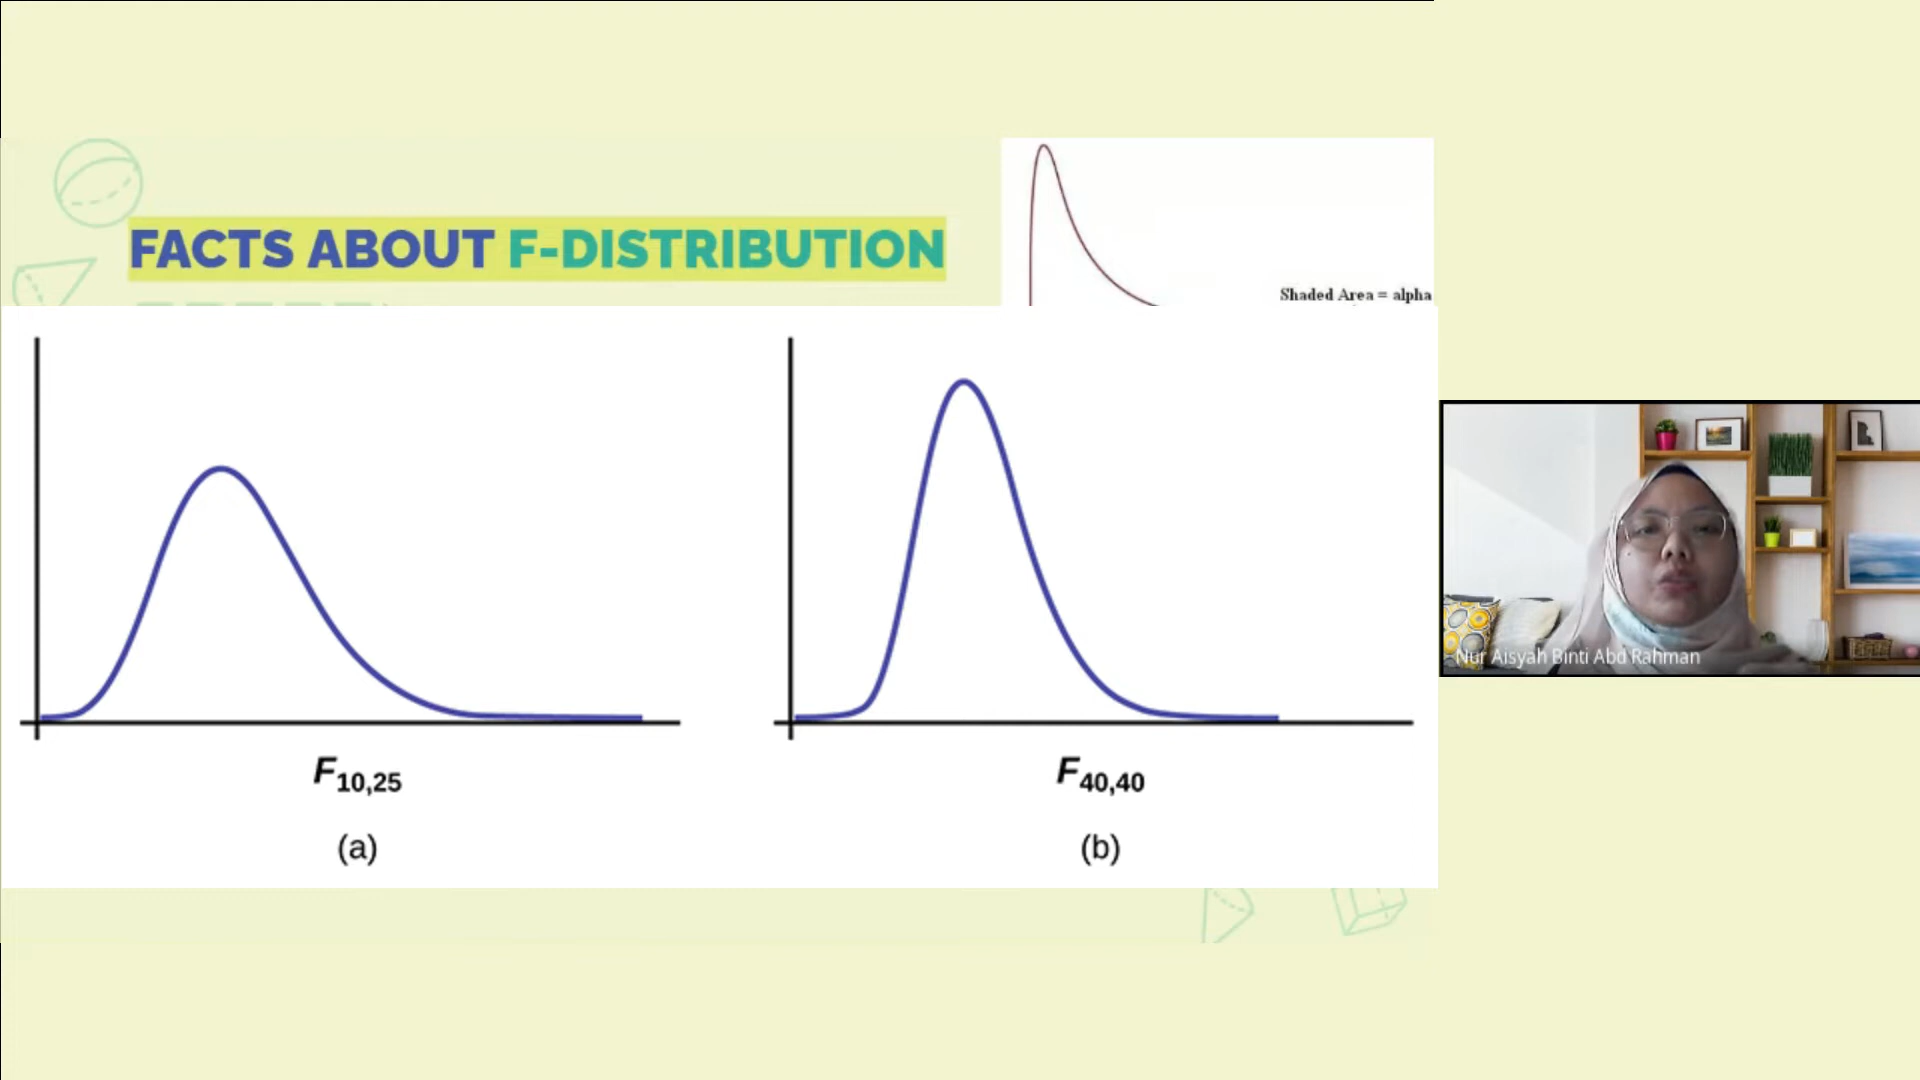 FACTS ABOUT F-DISTRIBUTION
Shaded Area = alpha
F10,25
F40,40
(a)
(b)
Nur Aisyah Binti Abd Rahman